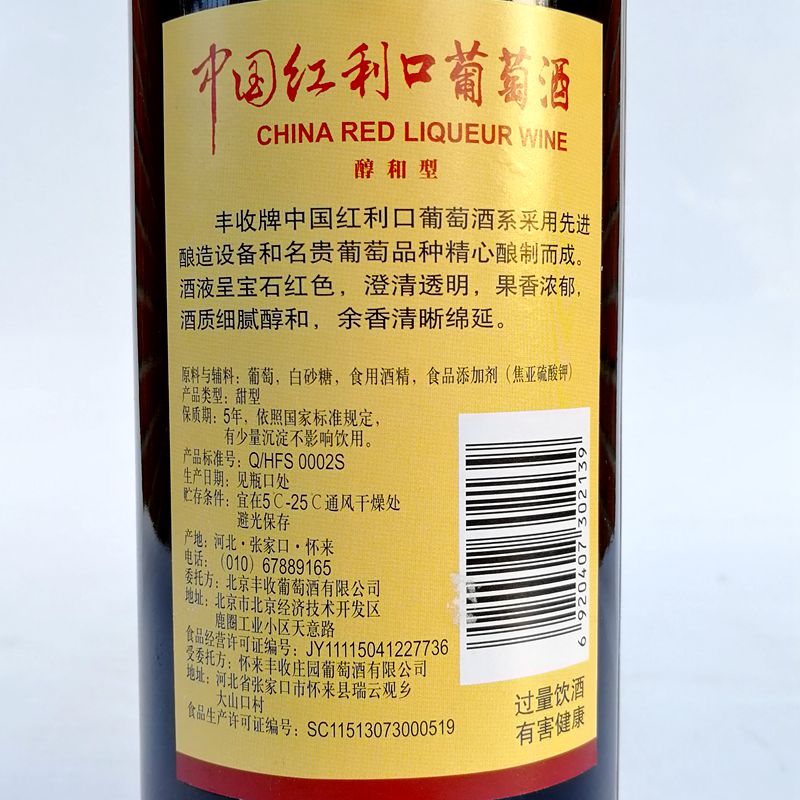 中国红利口葡萄酒
CHINA RED LIQUEUR WINE
醇和型
丰收牌中国红利口葡萄酒系采用先进
酿造设备和名贵葡萄品种精心酿制而成。
酒液呈宝石红色，澄清透明，果香浓郁，
酒质细腻醇和，余香清晰绵延。
原料与辅料：葡萄，白砂糖，食用酒精，食品添加剂（焦亚硫酸钾）
产品类型：甜型
保质期：5年，依照国家标准规定，
有少量沉淀不影响饮用。
产品标准号：Q/HFS 0002S
生产日期：见瓶口处
贮存条件：宜在5℃-25℃通风干燥处
避光保存
产地：河北·张家口·怀来
电话：（010）67889165
委托方：北京丰收葡萄酒有限公司
地址：北京市北京经济技术开发区
鹿圈工业小区天意路
食品经营许可证编号：JY11115041227736
受委托方：怀来丰收庄园葡萄酒有限公司
地址：河北省张家口市怀来县瑞云观乡
大山口村
食品生产许可证编号：SC11513073000519
6 920407 302139
过量饮酒
有害健康